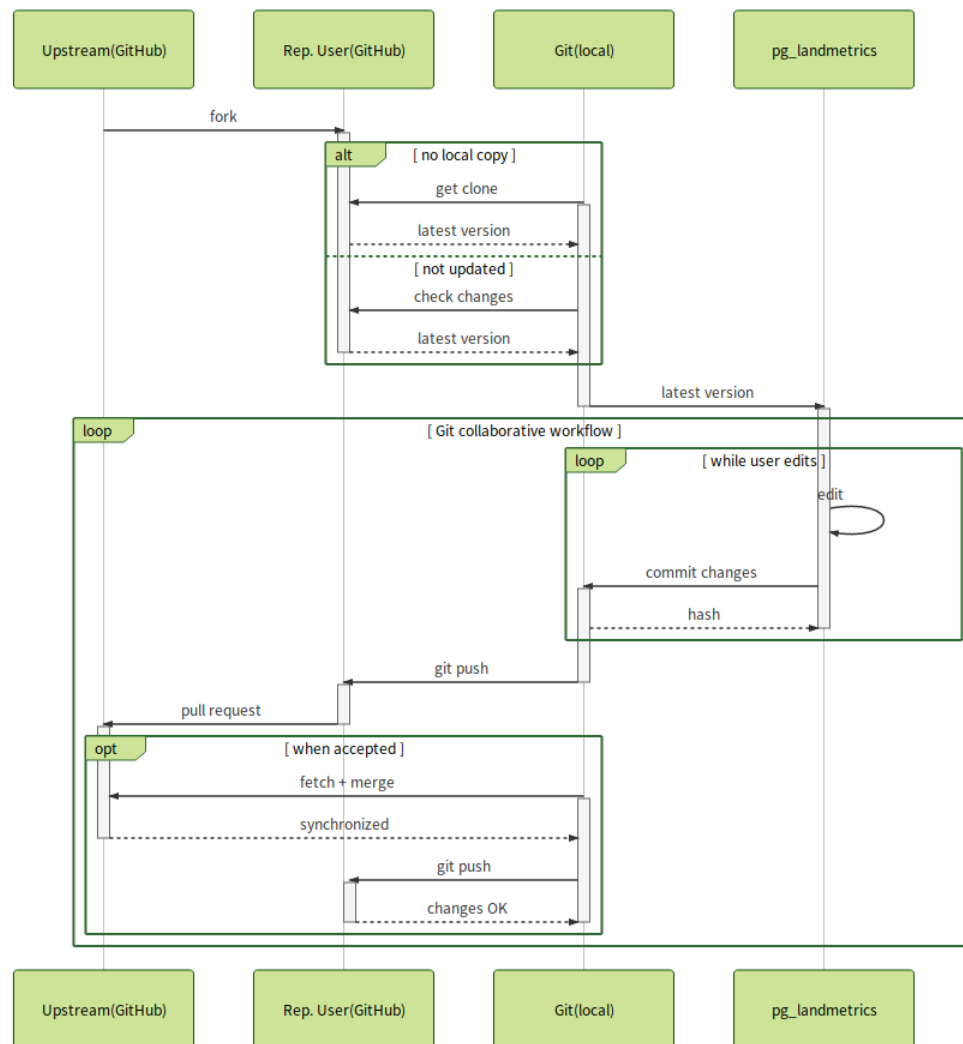 Upstream(GitHub)
Rep. User(GitHub)
Git(local)
pg_landmetrics
fork
alt
[ no local copy ]
get clone
latest version
[ not updated ]
check changes
latest version
latest version
loop
[ Git collaborative workflow ]
loop
[ while user edits ]
edit
commit changes
hash
git push
pull request
opt
[ when accepted ]
fetch + merge
synchronized
git push
changes OK
Upstream(GitHub)
Rep. User(GitHub)
Git(local)
pg_landmetrics